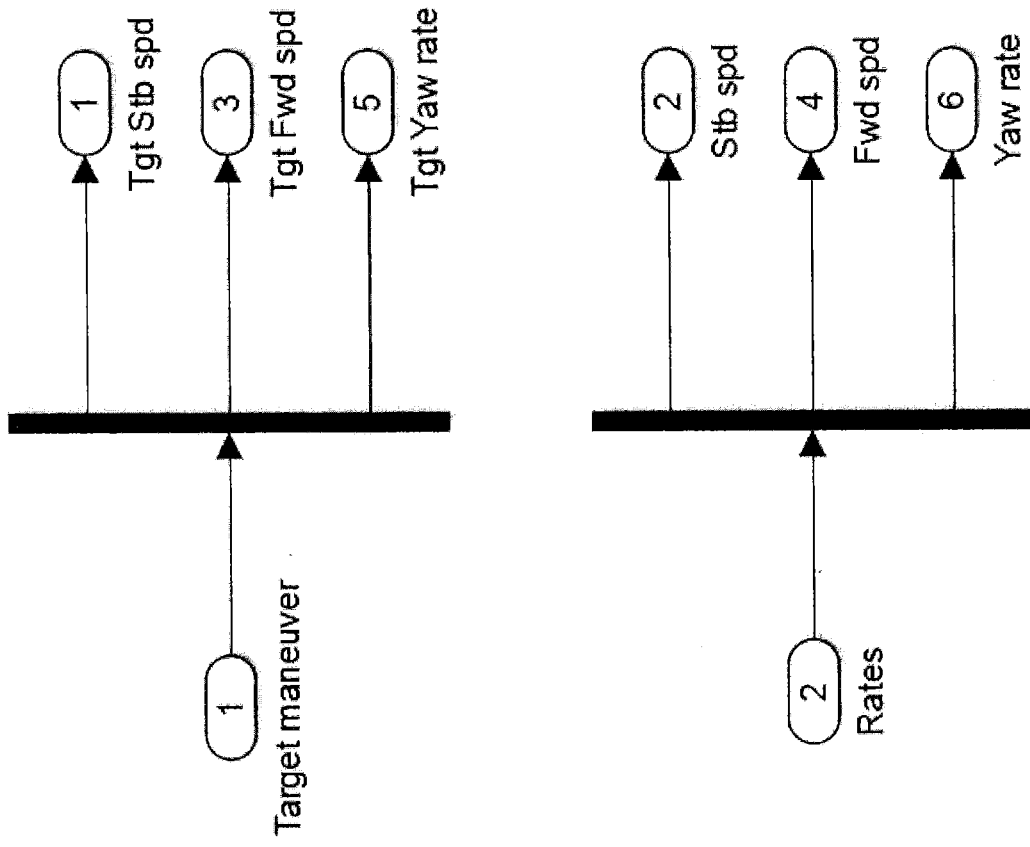 1
Tgt Stb spd
3
Tgt Fwd spd
5
Tgt Yaw rate
1
Target maneuver
2
Stb spd
4
Fwd spd
6
Yaw rate
2
Rates